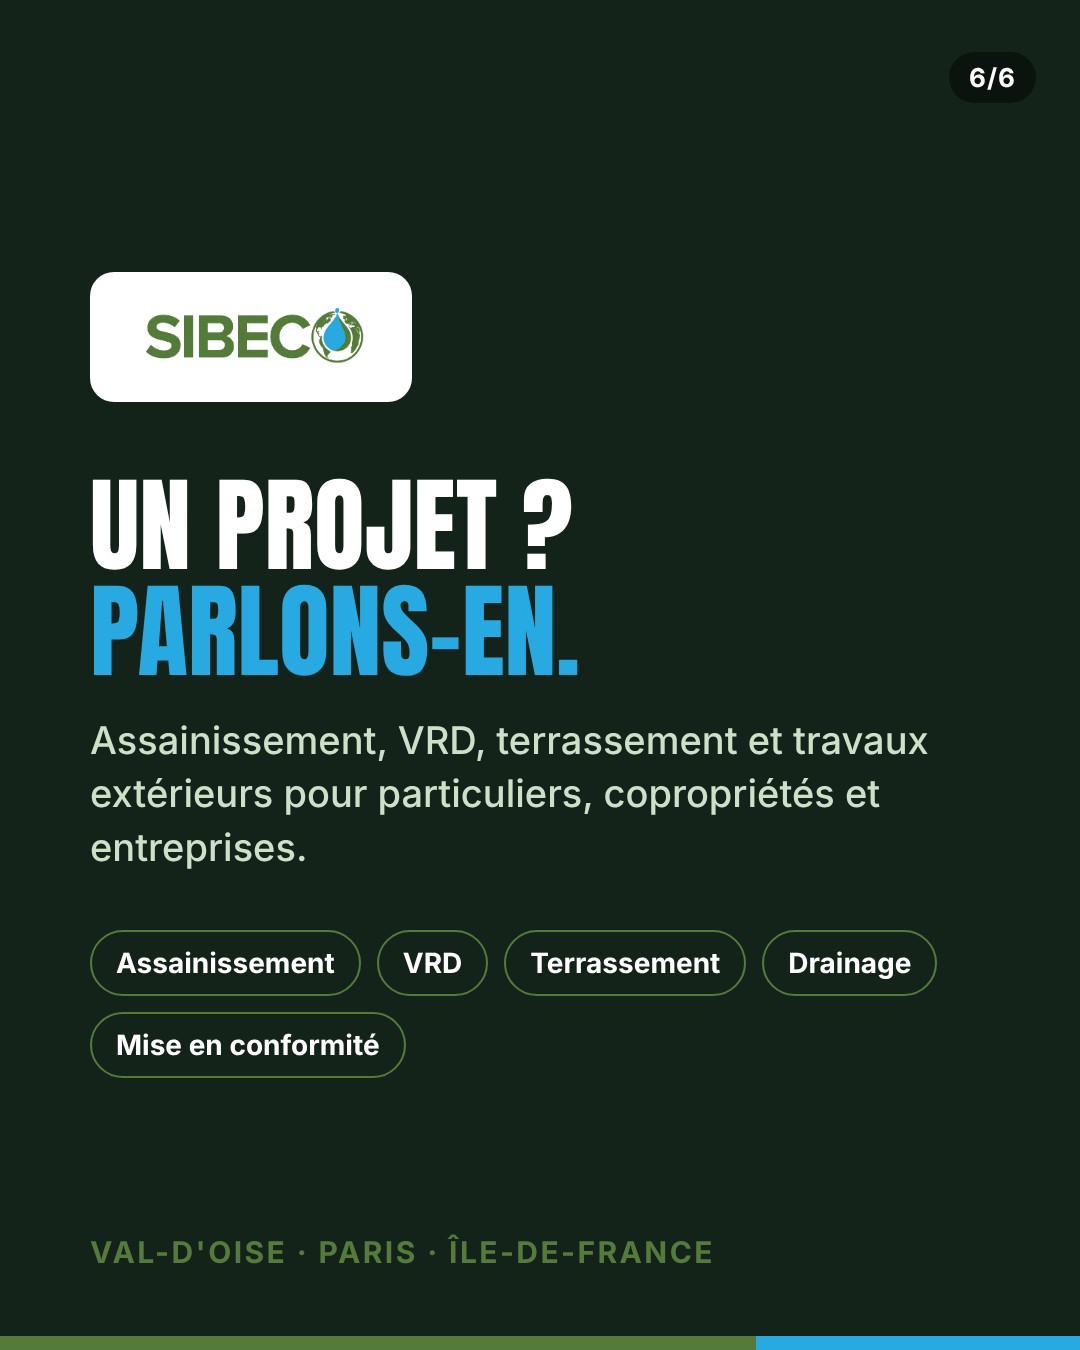 6/6
SIBECO
UN PROJET ?
PARLONS-EN.
Assainissement, VRD, terrassement et travaux
extérieurs pour particuliers, copropriétés et
entreprises.
Assainissement VRD Terrassement Drainage
Mise en conformité
VAL-D'OISE · PARIS · ÎLE-DE-FRANCE